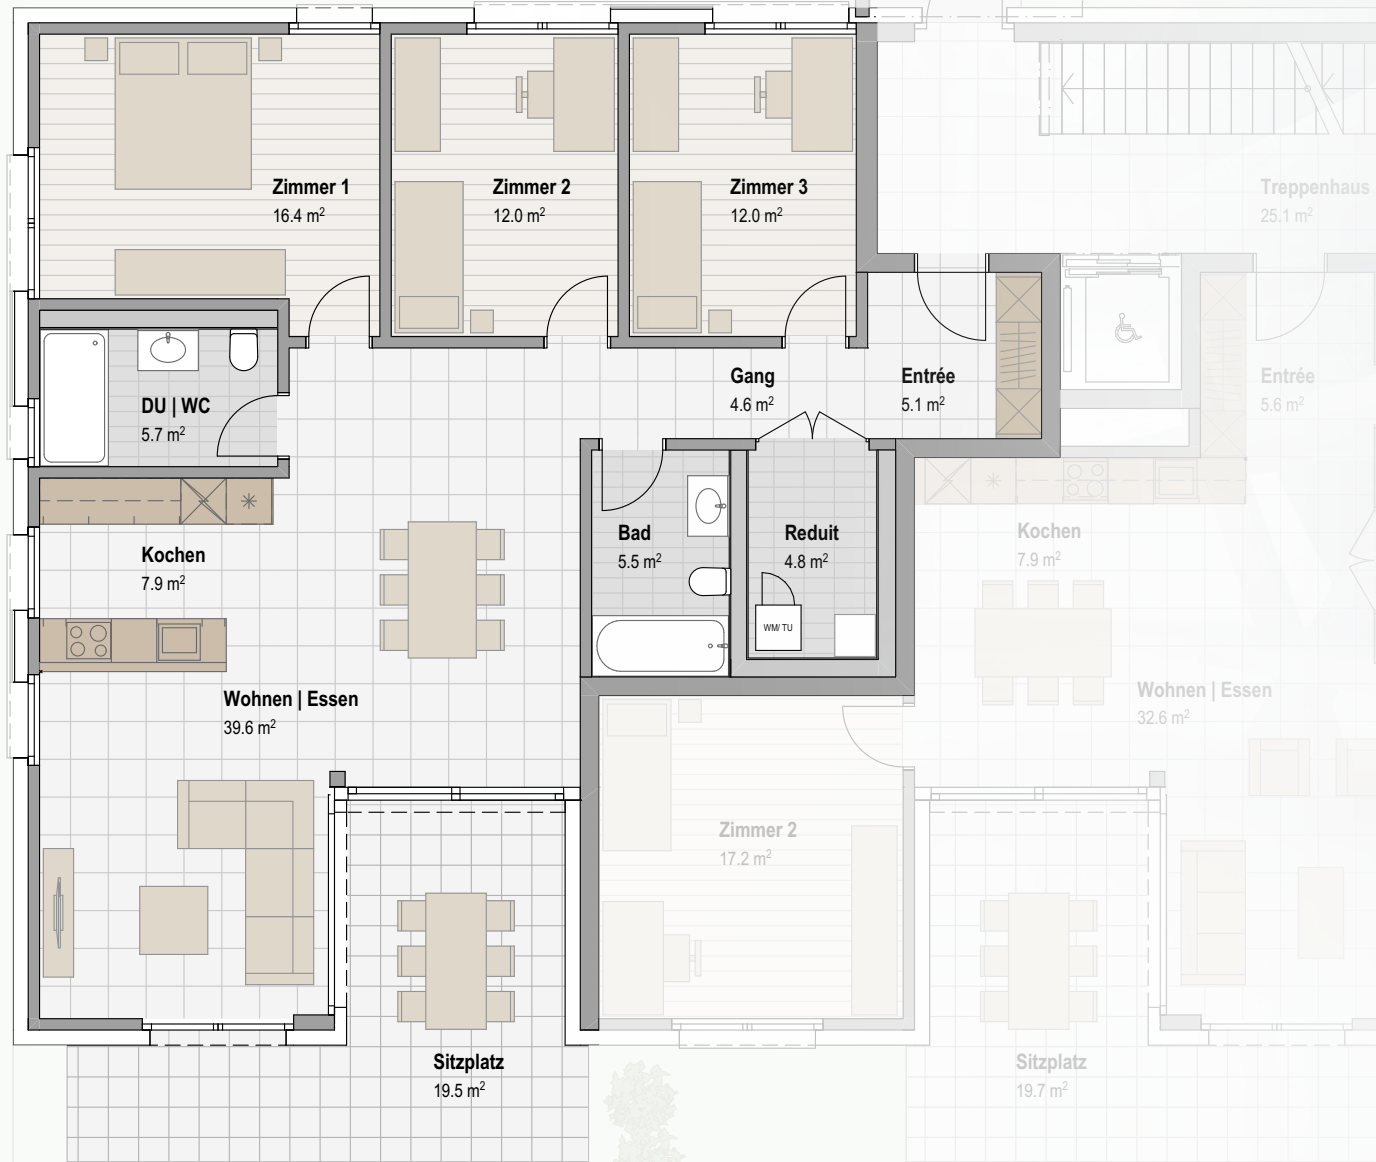 Zimmer 1
16.4 m²
Zimmer 2
12.0 m²
Zimmer 3
12.0 m²
Treppenhaus
25.1 m²
DU | WC
5.7 m²
Gang
4.6 m²
Entrée
5.1 m²
Entrée
5.6 m²
Kochen
7.9 m²
Bad
5.5 m²
Reduit
4.8 m²
WM/ TU
Kochen
7.9 m²
Wohnen | Essen
39.6 m²
Wohnen | Essen
32.6 m²
Zimmer 2
17.2 m²
Sitzplatz
19.5 m²
Sitzplatz
19.7 m²